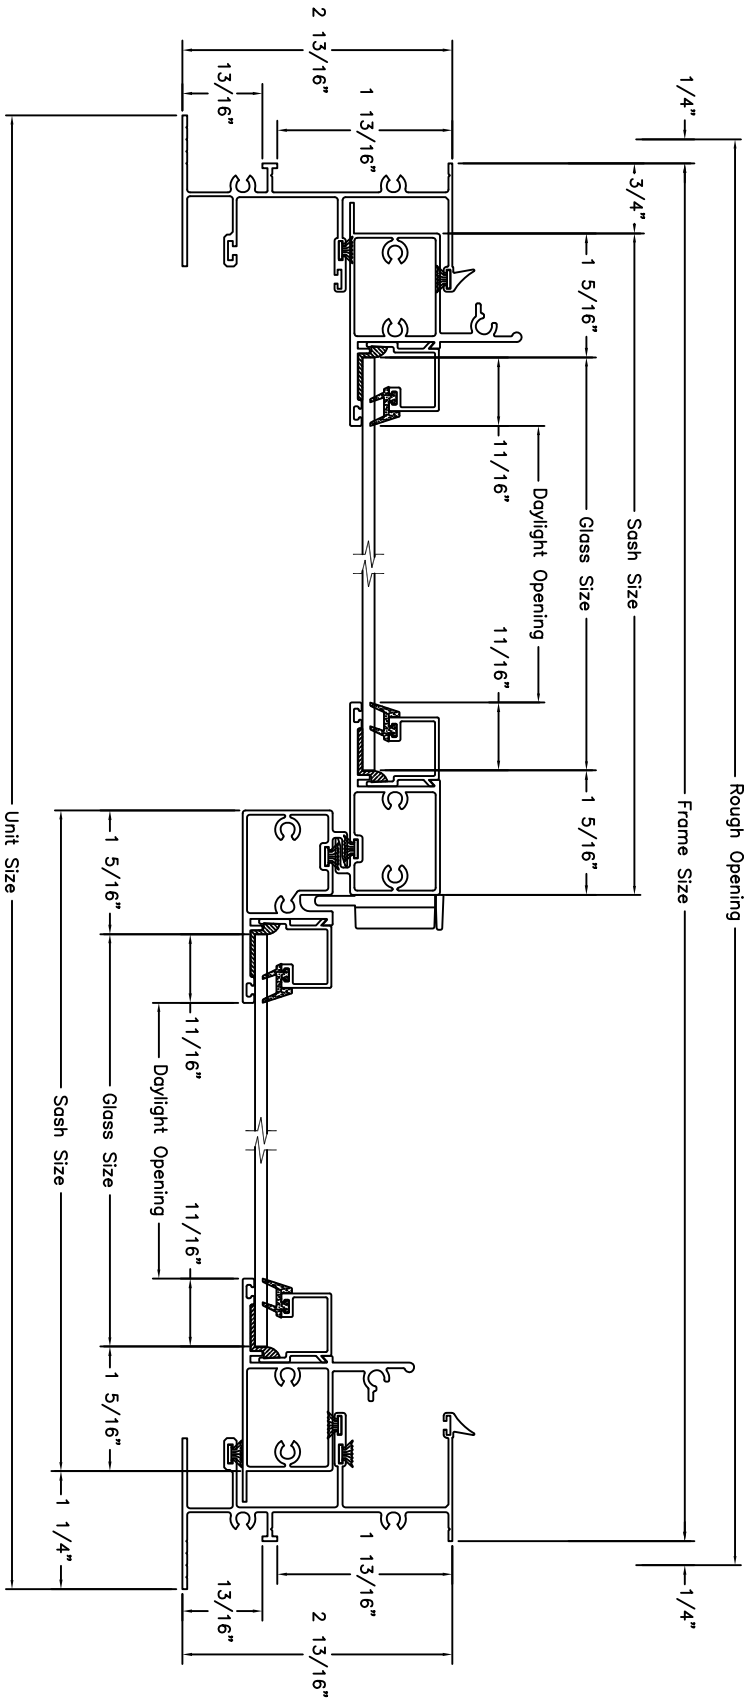 Rough Opening
1/4"
1/4"
Frame Size
3/4"
Sash Size
1 5/16"
Glass Size
1 5/16"
Daylight Opening
11/16"
11/16"
1 13/16"
2 13/16"
13/16"
1 13/16"
2 13/16"
13/16"
11/16"
11/16"
Daylight Opening
1 5/16"
Glass Size
1 5/16"
Sash Size
1 1/4"
Unit Size